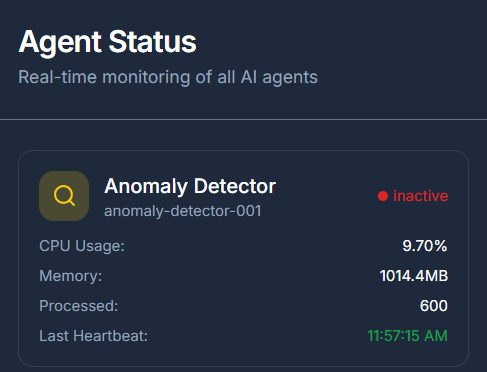 Agent Status
Real-time monitoring of all AI agents
Anomaly Detector
inactive
anomaly-detector-001
CPU Usage: 9.70%
Memory: 1014.4MB
Processed: 600
Last Heartbeat: 11:57:15 AM